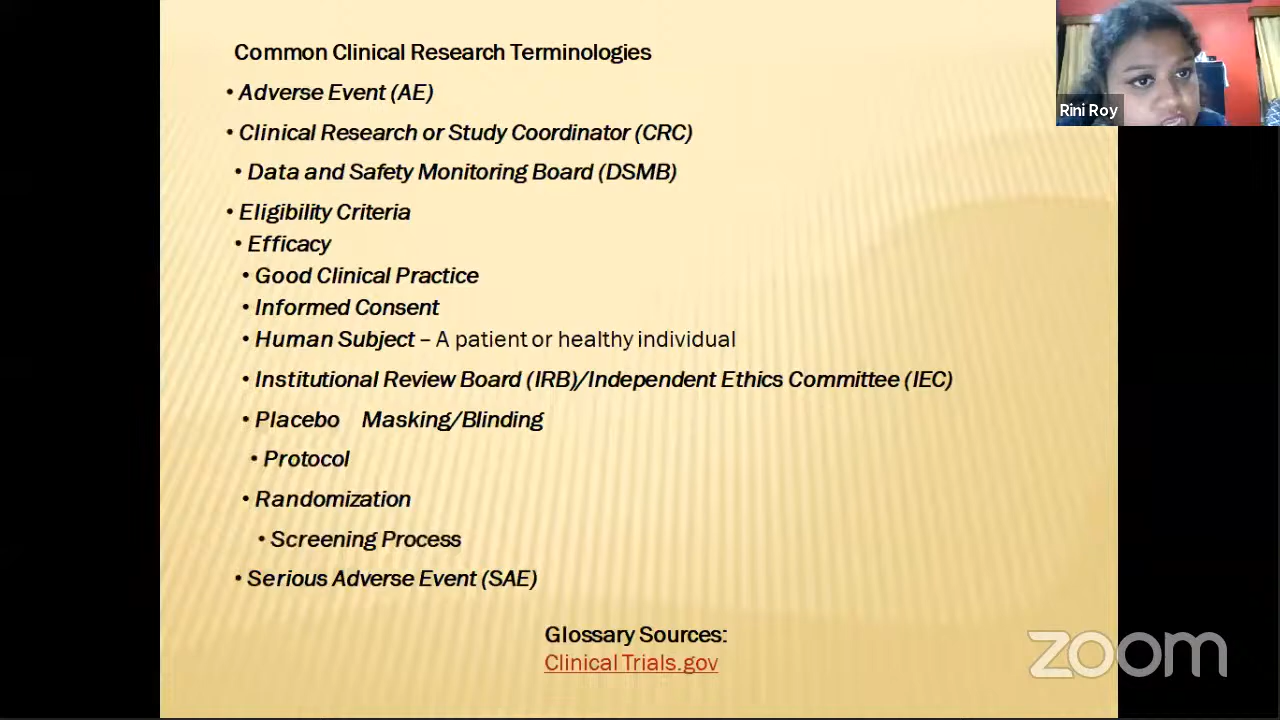 Common Clinical Research Terminologies
• Adverse Event (AE)
• Clinical Research or Study Coordinator (CRC)
• Data and Safety Monitoring Board (DSMB)
• Eligibility Criteria
• Efficacy
• Good Clinical Practice
• Informed Consent
• Human Subject – A patient or healthy individual
• Institutional Review Board (IRB)/Independent Ethics Committee (IEC)
• Placebo Masking/Blinding
• Protocol
• Randomization
• Screening Process
• Serious Adverse Event (SAE)
Glossary Sources:
Clinical Trials.gov
Rini Roy
zoom